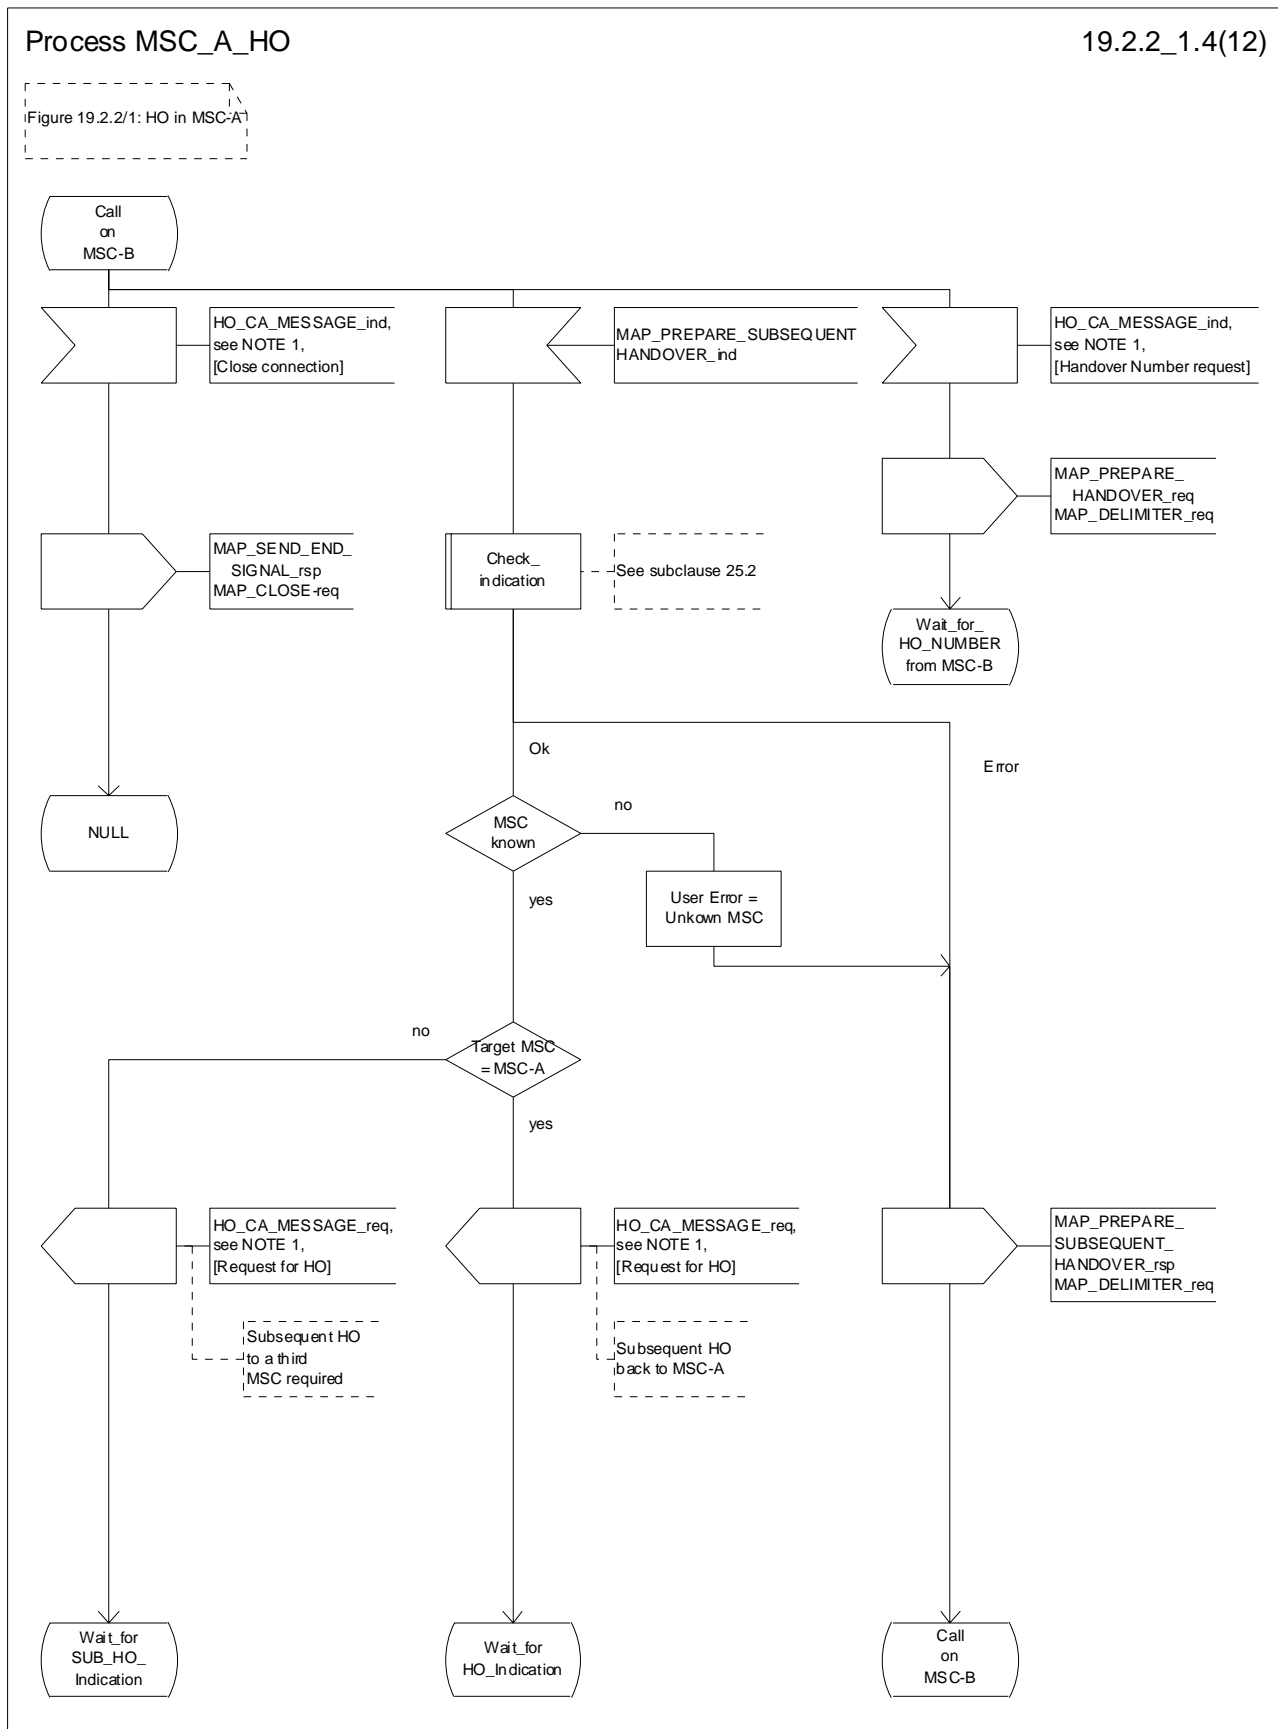 Process MSC_A_HO
19.2.2_1.4(12)
Figure 19.2.2/1: HO in MSC-A
Call
on
MSC-B
HO_CA_MESSAGE_ind,
see NOTE 1,
[Close connection]
MAP_PREPARE_SUBSEQUENT
HANDOVER_ind
HO_CA_MESSAGE_ind,
see NOTE 1,
[Handover Number request]
MAP_PREPARE_
HANDOVER_req
MAP_DELIMITER_req
MAP_SEND_END_
SIGNAL_rsp
MAP_CLOSE-req
Check_
indication
See subclause 25.2
Wait_for_
HO_NUMBER
from MSC-B
Ok
Error
NULL
MSC
known
no
yes
User Error =
Unkown MSC
no
Target MSC
= MSC-A
yes
HO_CA_MESSAGE_req,
see NOTE 1,
[Request for HO]
HO_CA_MESSAGE_req,
see NOTE 1,
[Request for HO]
MAP_PREPARE_
SUBSEQUENT_
HANDOVER_rsp
MAP_DELIMITER_req
Subsequent HO
to a third
MSC required
Subsequent HO
back to MSC-A
Wait_for
SUB_HO_
Indication
Wait_for
HO_Indication
Call
on
MSC-B